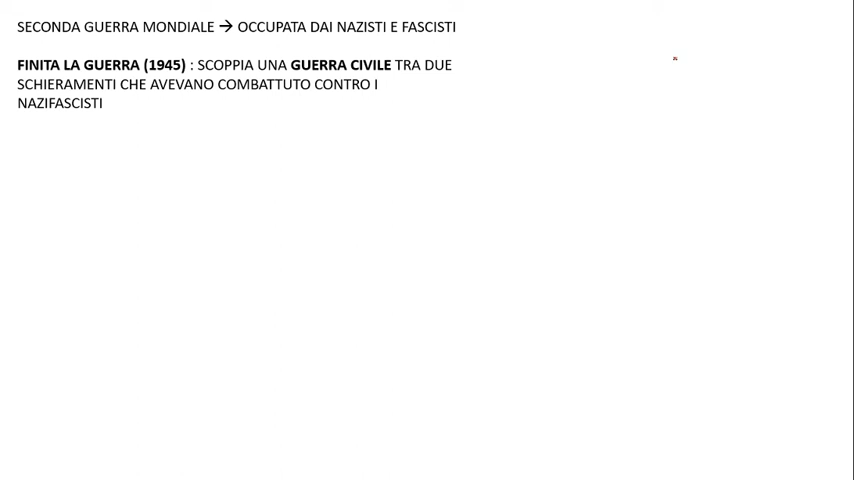 SECONDA GUERRA MONDIALE → OCCUPATA DAI NAZISTI E FASCISTI
FINITA LA GUERRA (1945) : SCOPPIA UNA GUERRA CIVILE TRA DUE
SCHIERAMENTI CHE AVEVANO COMBATTUTO CONTRO I
NAZIFASCISTI